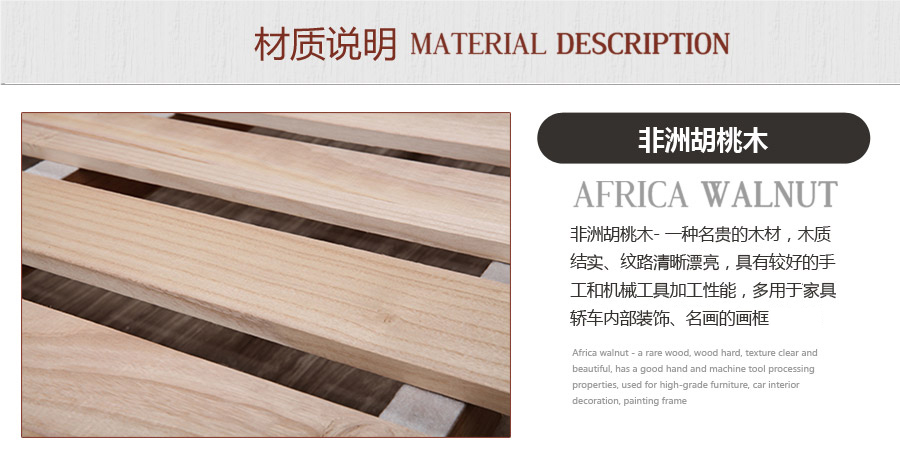 材质说明 MATERIAL DESCRIPTION
非洲胡桃木
AFRICA WALNUT
非洲胡桃木- 一种名贵的木材，木质
结实、纹路清晰漂亮，具有较好的手
工和机械工具加工性能，多用于家具
轿车内部装饰、名画的画框
Africa walnut - a rare wood, wood hard, texture clear and
beautiful, has a good hand and machine tool processing
properties, used for high-grade furniture, car interior
decoration, painting frame